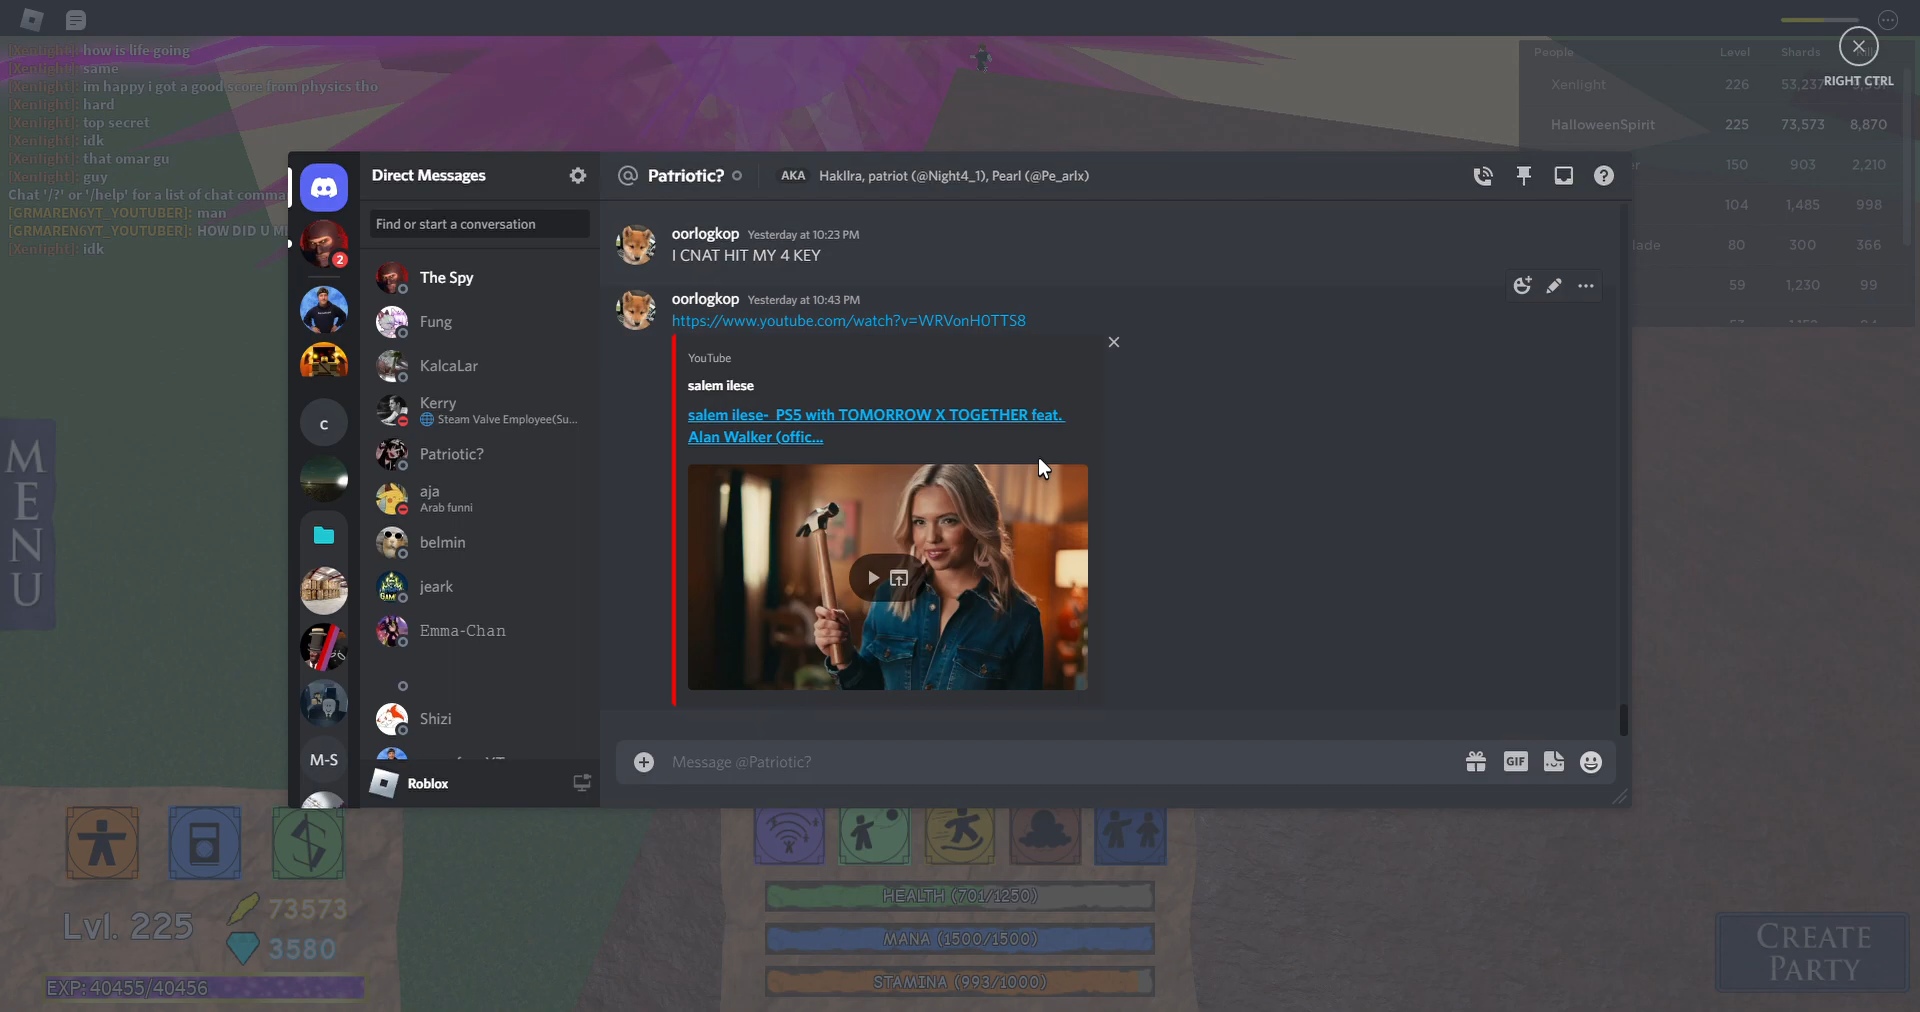 [Xenlight]: how is life going
[Xenlight]: same
[Xenlight]: im happy i got a good score from physics tho
[Xenlight]: hard
[Xenlight]: top secret
[Xenlight]: idk
[Xenlight]: that omar gu
[Xenlight]: guy
Chat '/?' or '/help' for a list of chat comma
[GRMAREN6YT_YOUTUBER]: man
[GRMAREN6YT_YOUTUBER]: HOW DID U M
[Xenlight]: idk
People Level Shards
RIGHT CTRL
Xenlight 226 53,237
HalloweenSpirit 225 73,573 8,870
150 903 2,210
104 1,485 998
lade 80 300 366
59 1,230 99
MENU
2
C
M-S
Direct Messages
Find or start a conversation
The Spy
Fung
KalcaLar
Kerry
Steam Valve Employee(Su...
Patriotic?
aja
Arab funni
belmin
jeark
Emma-Chan
Shizi
Roblox
@ Patriotic? AKA HakIlra, patriot (@Night4_1), Pearl (@Pe_arlx)
oorlogkop Yesterday at 10:23 PM
I CNAT HIT MY 4 KEY
oorlogkop Yesterday at 10:43 PM
https://www.youtube.com/watch?v=WRVonH0TTS8
YouTube
salem ilese
salem ilese- PS5 with TOMORROW X TOGETHER feat.
Alan Walker (offic...
Message @Patriotic?
GIF
Lvl. 225
73573
3580
EXP: 40455/40456
HEALTH (701/1250)
MANA (1500/1500)
STAMINA (993/1000)
CREATE
PARTY